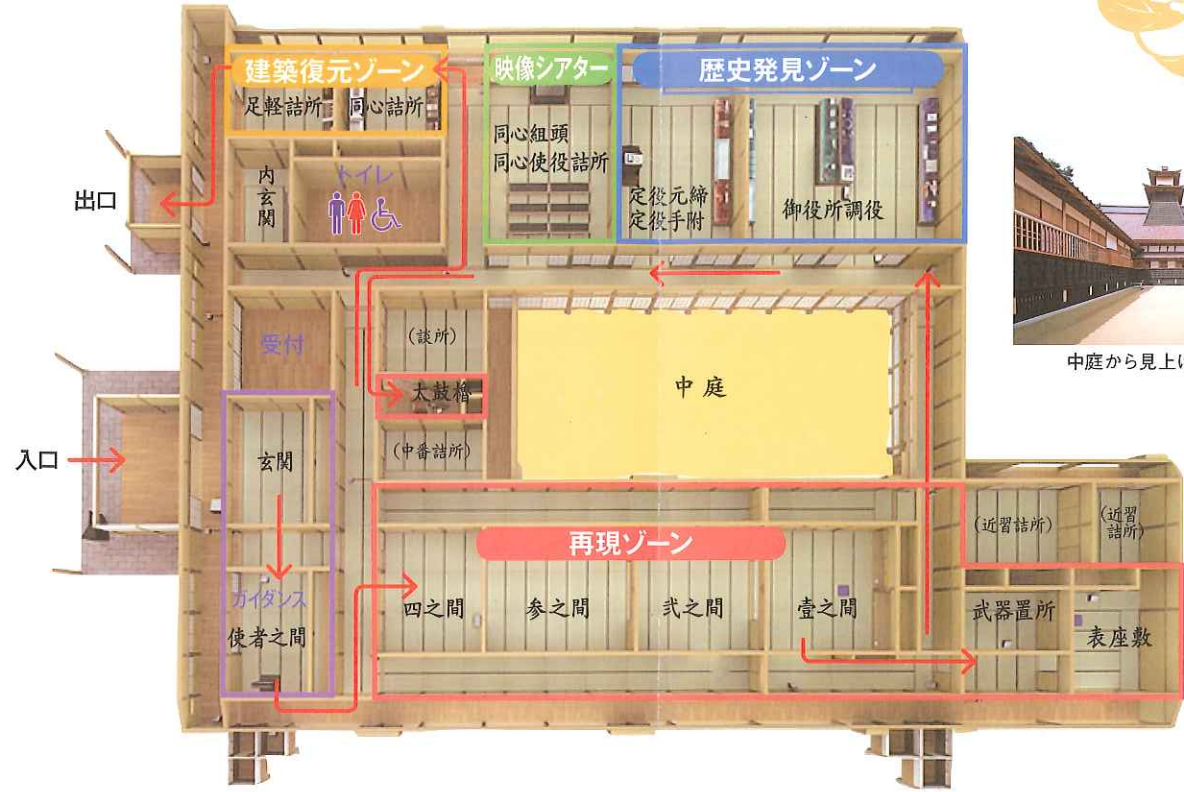 建築復元ゾーン
映像シアター
歴史発見ゾーン
足軽詰所
同心詰所
同心組頭
同心使役詰所
定役元締
定役手附
御役所調役
内玄関
トイレ
出口
受付
(談所)
太鼓櫓
(中番詰所)
中庭
中庭から見上
入口
玄関
ガイダンス
使者之間
再現ゾーン
四之間
参之間
弐之間
壹之間
(近習詰所)
(近習
詰所)
武器置所
表座敷